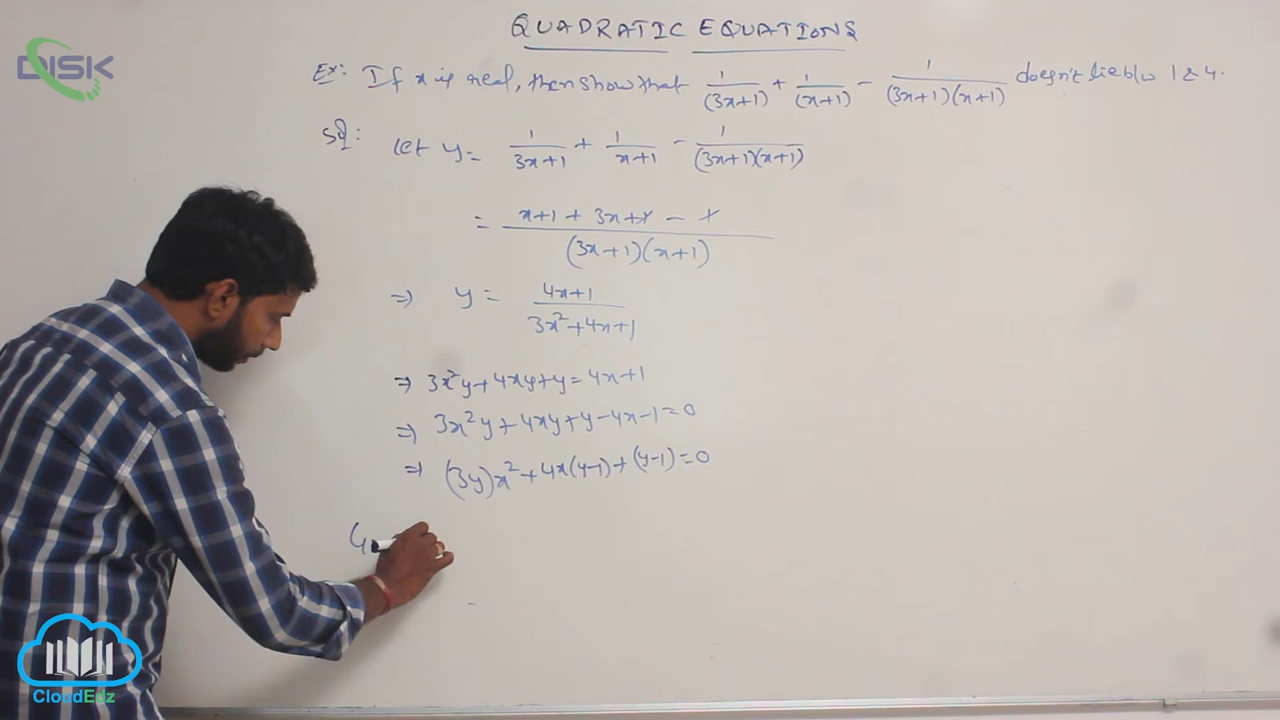 QUADRATIC EQUATIONS
DISK
Ex: If x is real, then show that 1/(3x+1) + 1/(x+1) - 1/(3x+1)(x+1) doesn't lie b/w 1 & 4.
Sol: Let y = 1/3x+1 + 1/x+1 - 1/(3x+1)(x+1)
= x+1 + 3x+1 - 1/(3x+1)(x+1)
⇒ y = 4x+1/3x²+4x+1
⇒ 3x²y+4xy+y=4x+1
⇒ 3x²y+4xy+y-4x-1=0
⇒ (3y)x²+4x(y-1)+(y-1)=0
CloudEdz